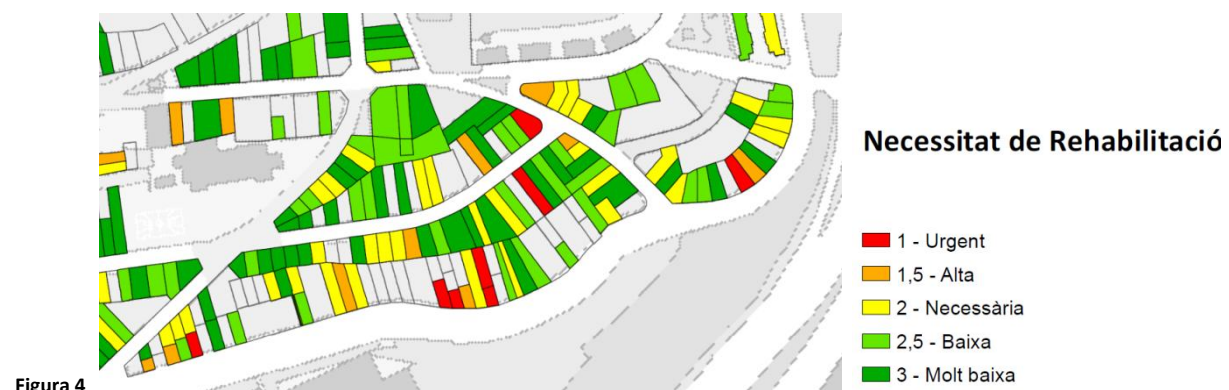 Necessitat de Rehabilitació
1 - Urgent
1,5 - Alta
2 - Necessària
2,5 - Baixa
3 - Molt baixa
Figura 4